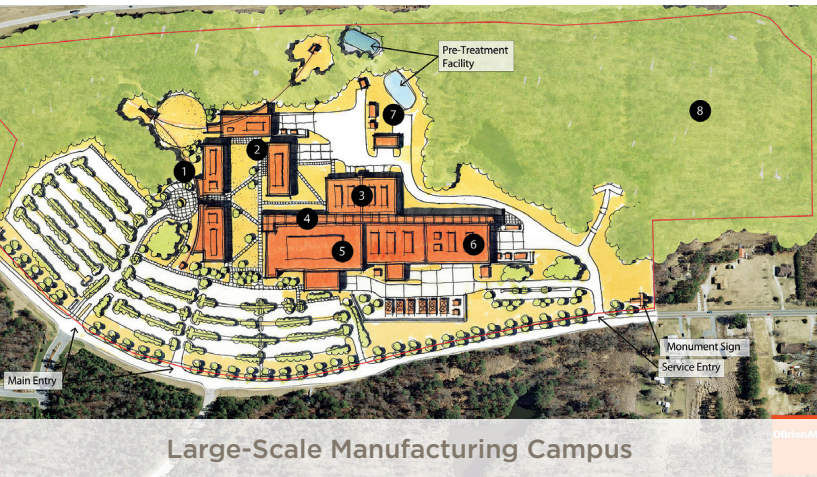 Pre-Treatment
Facility
8
7
2
1
3
4
5
6
Monument Sign
Service Entry
Main Entry
Large-Scale Manufacturing Campus
OBrienAt